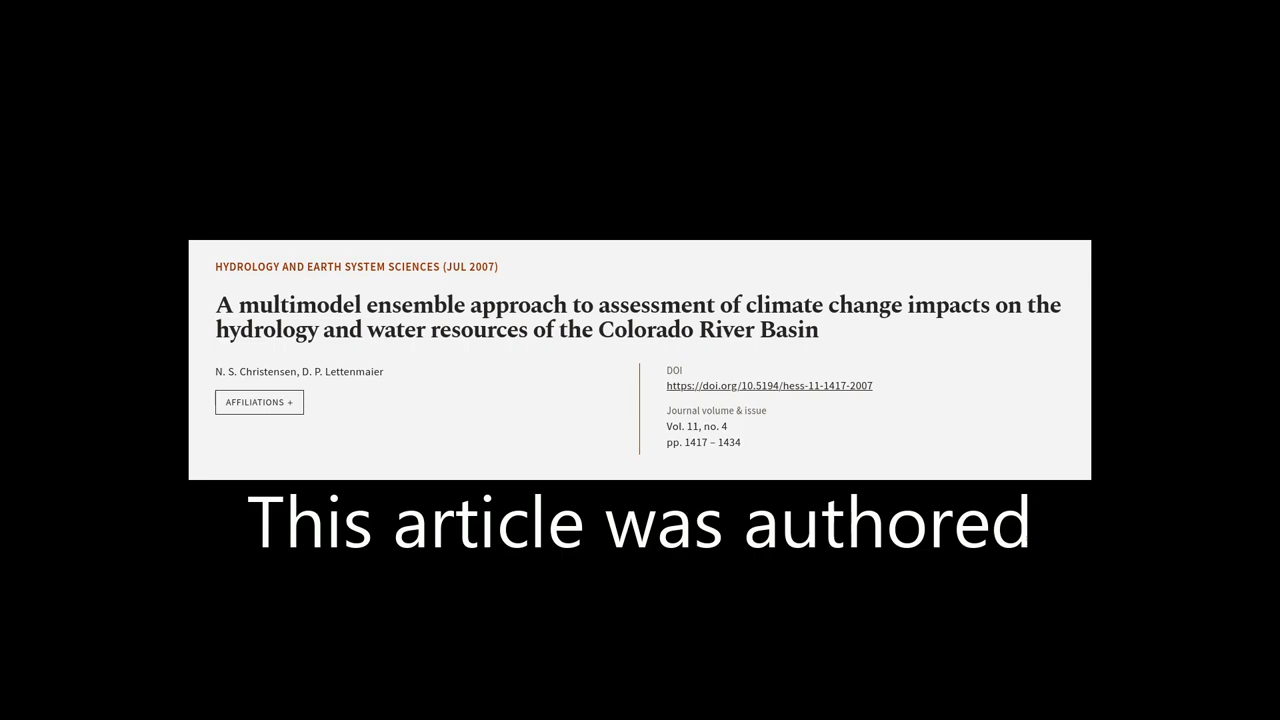 HYDROLOGY AND EARTH SYSTEM SCIENCES (JUL 2007)
A multimodel ensemble approach to assessment of climate change impacts on the
hydrology and water resources of the Colorado River Basin
N. S. Christensen, D. P. Lettenmaier
AFFILIATIONS +
DOI
https://doi.org/10.5194/hess-11-1417-2007
Journal volume & issue
Vol. 11, no. 4
pp. 1417 – 1434
This article was authored